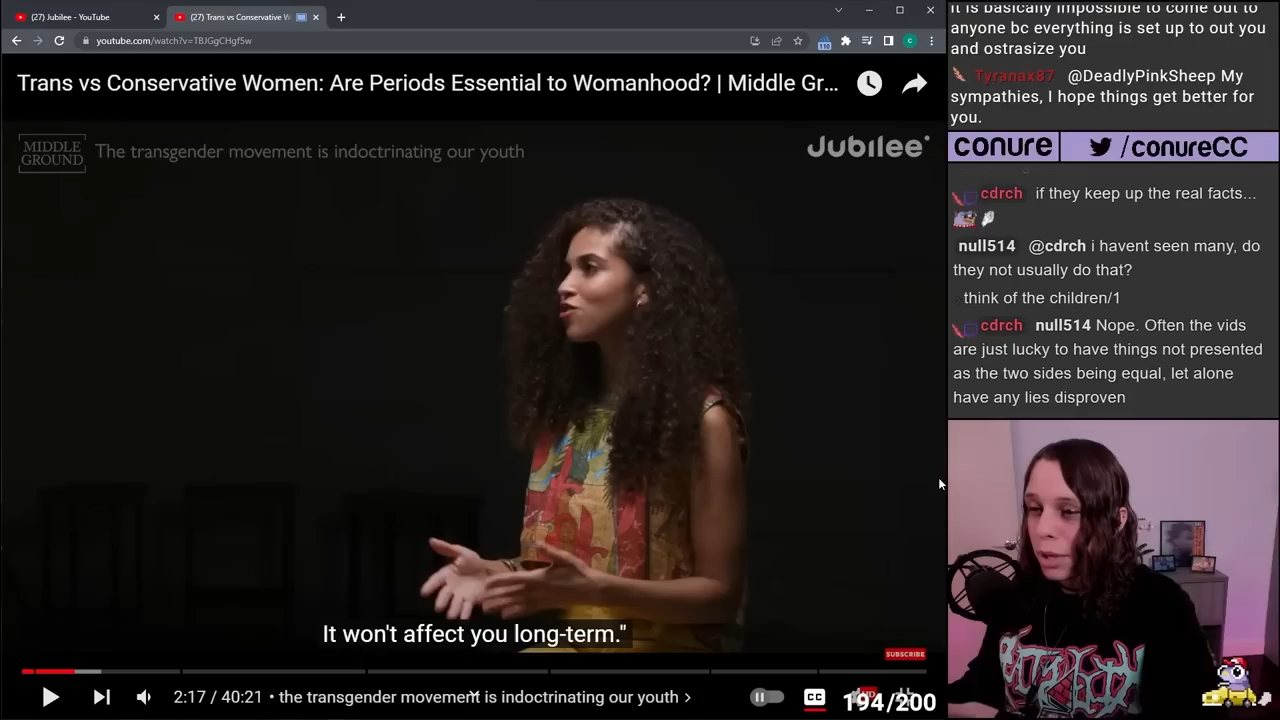 (27) Jubilee - YouTube
(27) Trans vs Conservative W
youtube.com/watch?v=TBJGgCHgf5w
Trans vs Conservative Women: Are Periods Essential to Womanhood? | Middle Gr...
MIDDLE
GROUND
The transgender movement is indoctrinating our youth
Jubilee
It won't affect you long-term."
SUBSCRIBE
2:17 / 40:21 • the transgender movement is indoctrinating our youth
CC
194/200
it is basically impossible to come out to
anyone bc everything is set up to out you
and ostrasize you
Tyranax87 @DeadlyPinkSheep My
sympathies, I hope things get better for
you.
conure
/conureCC
cdrch if they keep up the real facts...
null514 @cdrch i havent seen many, do
they not usually do that?
think of the children/1
cdrch null514 Nope. Often the vids
are just lucky to have things not presented
as the two sides being equal, let alone
have any lies disproven